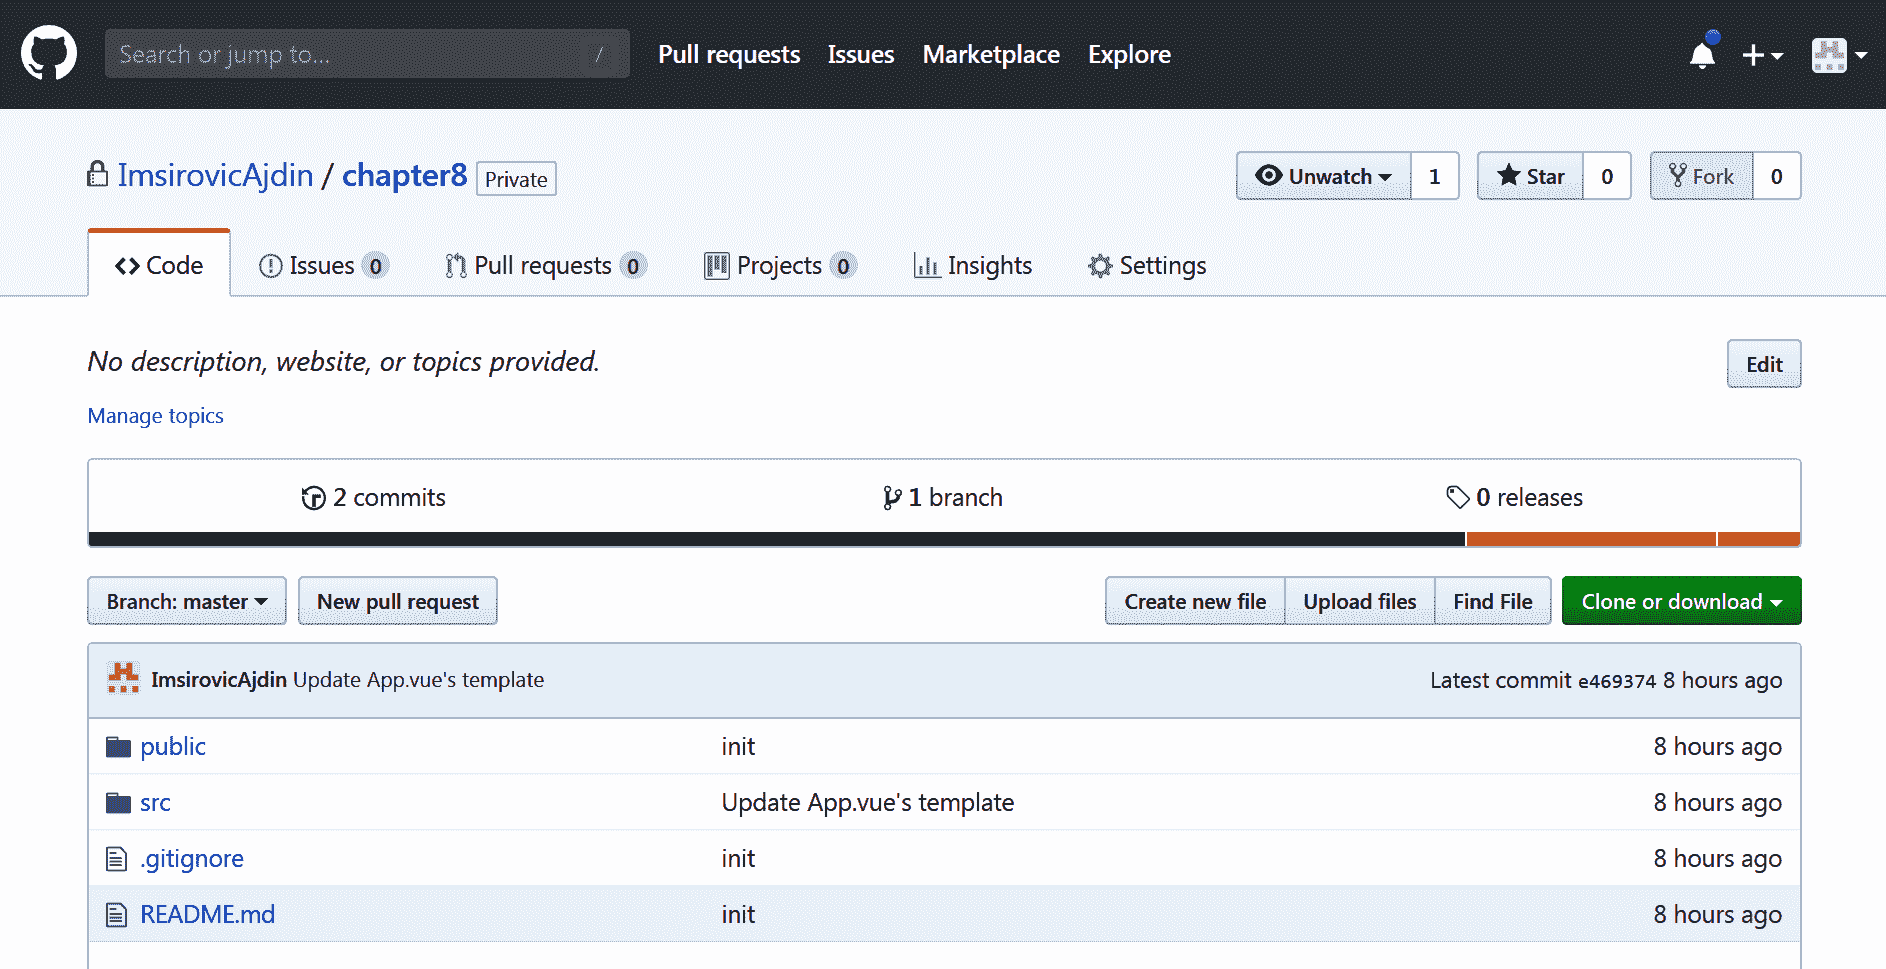 Search or jump to... / Pull requests Issues Marketplace Explore
ImsirovicAjdin / chapter8 Private Unwatch 1 Star 0 Fork 0
Code Issues 0 Pull requests 0 Projects 0 Insights Settings
No description, website, or topics provided. Edit
Manage topics
2 commits 1 branch 0 releases
Branch: master New pull request Create new file Upload files Find File Clone or download
ImsirovicAjdin Update App.vue's template Latest commit e469374 8 hours ago
public init 8 hours ago
src Update App.vue's template 8 hours ago
.gitignore init 8 hours ago
README.md init 8 hours ago